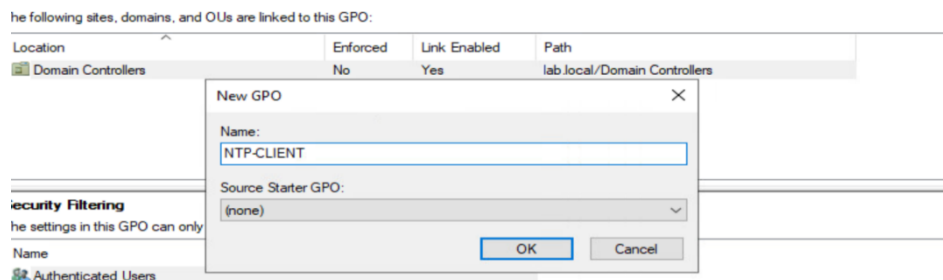 he following sites, domains, and OUs are linked to this GPO:
Location Enforced Link Enabled Path
Domain Controllers No Yes lab.local/Domain Controllers
New GPO
Name:
NTP-CLIENT
Source Starter GPO:
(none)
OK Cancel
ecurity Filtering
he settings in this GPO can only
Name
Authenticated Users